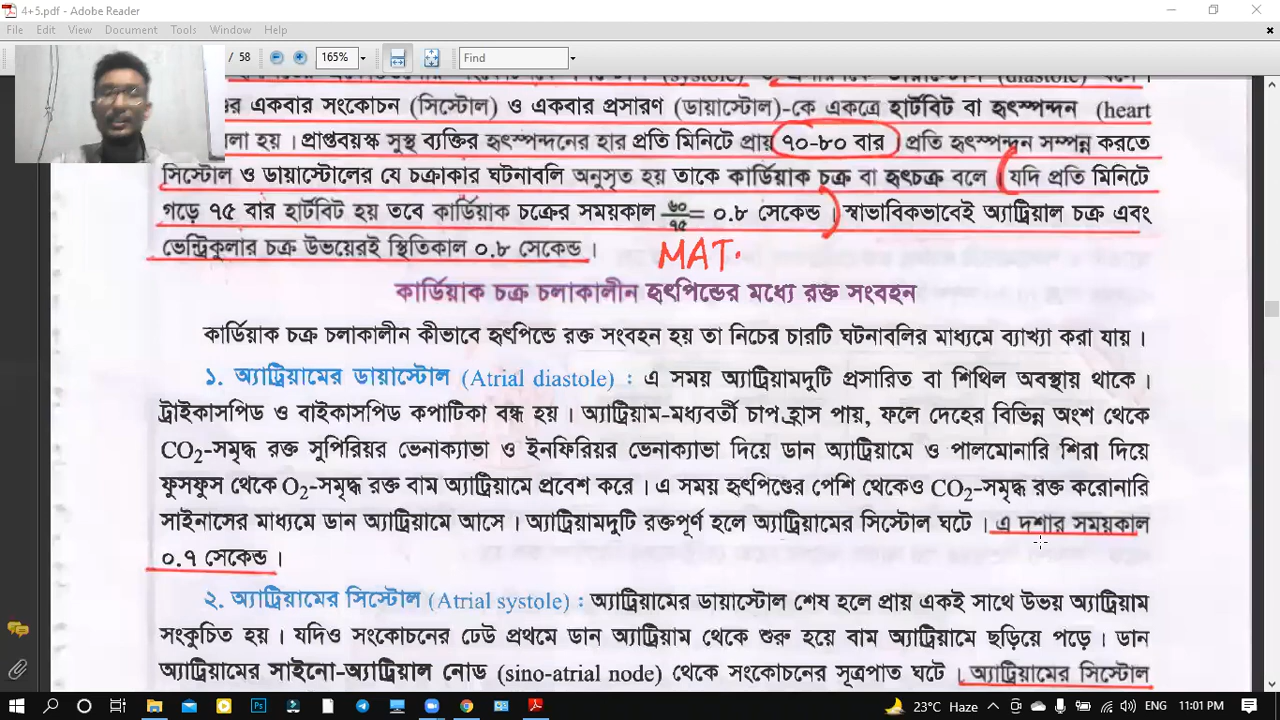 4+5.pdf - Adobe Reader
File Edit View Document Tools Window Help
/ 58 165% Find
(systole) (diastole)
একবার সংকোচন (সিস্টোল) ও একবার প্রসারণ (ডায়াস্টোল)-কে একত্রে হার্টবিট বা হৃৎস্পন্দন (heart
হয়। প্রাপ্তবয়স্ক সুস্থ ব্যক্তির হৃৎস্পন্দনের হার প্রতি মিনিটে প্রায় ৭০-৮০ বার প্রতি হৃৎস্পন্দন সম্পন্ন করতে
সিস্টোল ও ডায়াস্টোলের যে চক্রাকার ঘটনাবলি অনুসৃত হয় তাকে কার্ডিয়াক চক্র বা হৃৎচক্র বলে (যদি প্রতি মিনিটে
গড়ে ৭৫ বার হার্টবিট হয় তবে কার্ডিয়াক চক্রের সময়কাল ৬০/৭৫ = ০.৮ সেকেন্ড।) স্বাভাবিকভাবেই অ্যাট্রিয়াল চক্র এবং
ভেন্ট্রিকুলার চক্র উভয়েরই স্থিতিকাল ০.৮ সেকেন্ড।
MAT.
কার্ডিয়াক চক্র চলাকালীন হৃৎপিন্ডের মধ্যে রক্ত সংবহন
কার্ডিয়াক চক্র চলাকালীন কীভাবে হৃৎপিন্ডে রক্ত সংবহন হয় তা নিচের চারটি ঘটনাবলির মাধ্যমে ব্যাখ্যা করা যায়।
১. অ্যাট্রিয়ামের ডায়াস্টোল (Atrial diastole) : এ সময় অ্যাট্রিয়ামদুটি প্রসারিত বা শিথিল অবস্থায় থাকে।
ট্রাইকাসপিড ও বাইকাসপিড কপাটিকা বন্ধ হয়। অ্যাট্রিয়াম-মধ্যবর্তী চাপ হ্রাস পায়, ফলে দেহের বিভিন্ন অংশ থেকে
CO₂-সমৃদ্ধ রক্ত সুপিরিয়র ভেনাক্যাভা ও ইনফিরিয়র ভেনাক্যাভা দিয়ে ডান অ্যাট্রিয়ামে ও পালমোনারি শিরা দিয়ে
ফুসফুস থেকে O₂-সমৃদ্ধ রক্ত বাম অ্যাট্রিয়ামে প্রবেশ করে। এ সময় হৃৎপিণ্ডের পেশি থেকেও CO₂-সমৃদ্ধ রক্ত করোনারি
সাইনাসের মাধ্যমে ডান অ্যাট্রিয়ামে আসে। অ্যাট্রিয়ামদুটি রক্তপূর্ণ হলে অ্যাট্রিয়ামের সিস্টোল ঘটে। এ দশার সময়কাল
০.৭ সেকেন্ড।
২. অ্যাট্রিয়ামের সিস্টোল (Atrial systole) : অ্যাট্রিয়ামের ডায়াস্টোল শেষ হলে প্রায় একই সাথে উভয় অ্যাট্রিয়াম
সংকুচিত হয়। যদিও সংকোচনের ঢেউ প্রথমে ডান অ্যাট্রিয়াম থেকে শুরু হয়ে বাম অ্যাট্রিয়ামে ছড়িয়ে পড়ে। ডান
অ্যাট্রিয়ামের সাইনো-অ্যাট্রিয়াল নোড (sino-atrial node) থেকে সংকোচনের সূত্রপাত ঘটে। অ্যাট্রিয়ামের সিস্টোল
23°C Haze ENG 11:01 PM